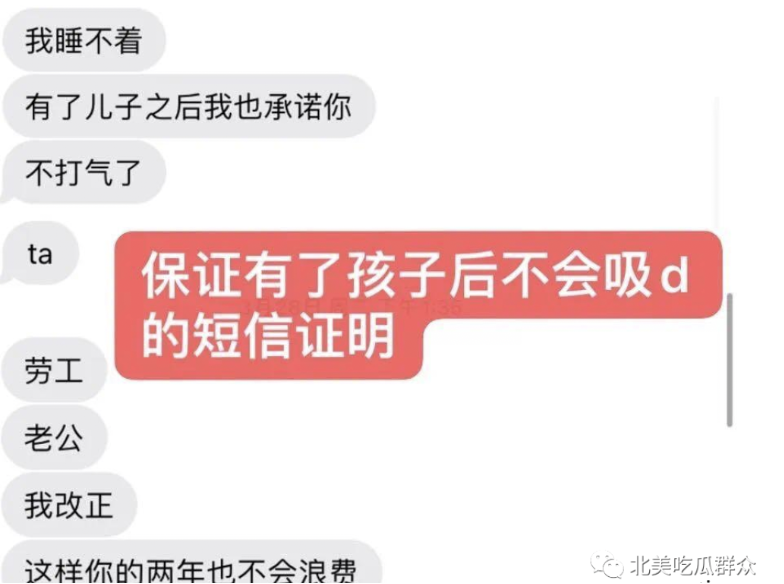 我睡不着
有了儿子之后我也承诺你
不打气了
ta
保证有了孩子后不会吸d
的短信证明
劳工
老公
我改正
这样你的两年也不会浪费
北美吃瓜群众